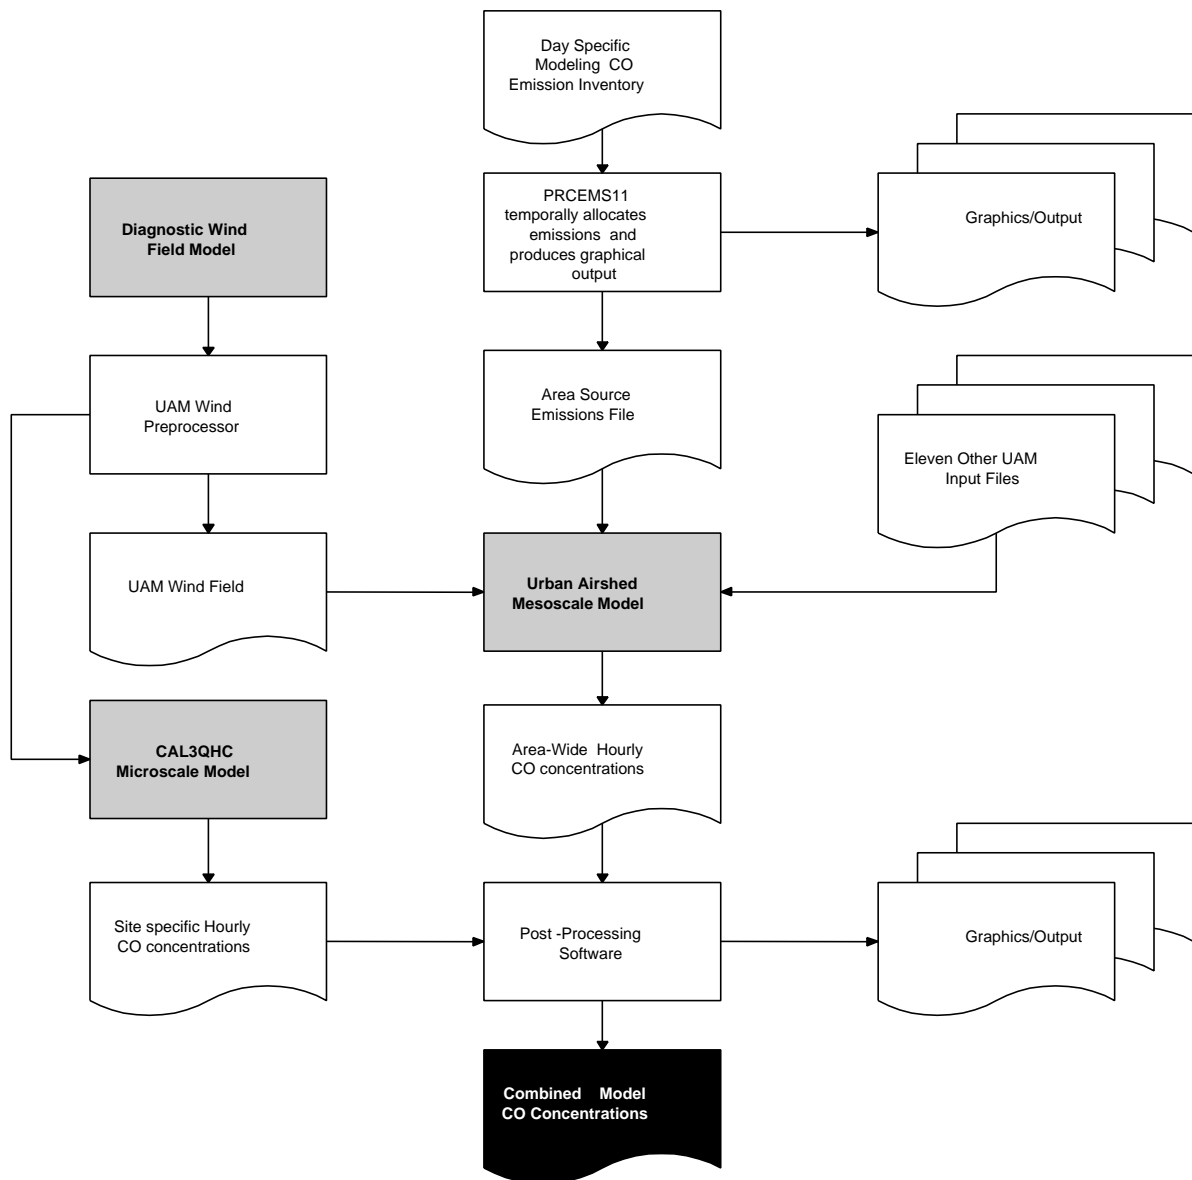 Day Specific
Modeling CO
Emission Inventory
PRCEMS11
temporally allocates
emissions and
produces graphical
output
Graphics/Output
Diagnostic Wind
Field Model
UAM Wind
Preprocessor
Area Source
Emissions File
Eleven Other UAM
Input Files
UAM Wind Field
Urban Airshed
Mesoscale Model
CAL3QHC
Microscale Model
Area-Wide Hourly
CO concentrations
Site specific Hourly
CO concentrations
Post -Processing
Software
Graphics/Output
Combined Model
CO Concentrations